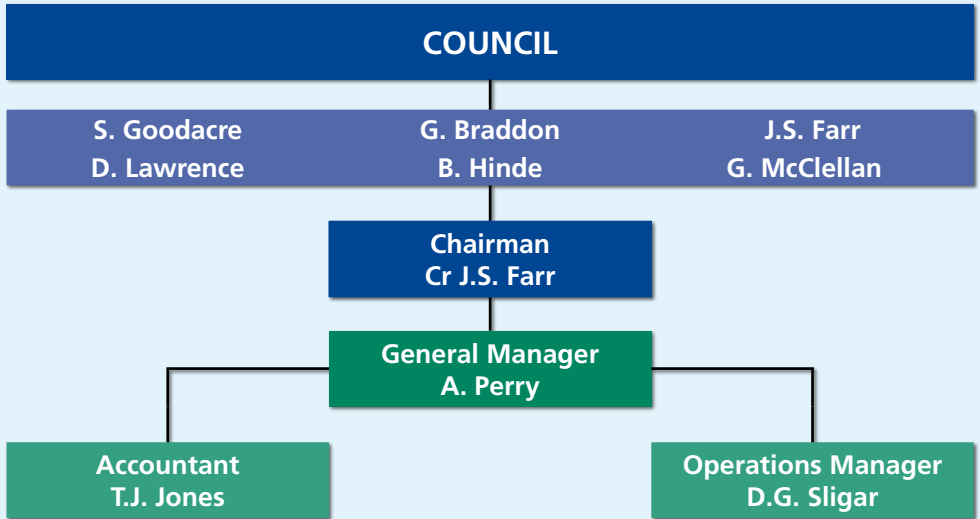 COUNCIL
S. Goodacre G. Braddon J.S. Farr
D. Lawrence B. Hinde G. McClellan
Chairman
Cr J.S. Farr
General Manager
A. Perry
Accountant
T.J. Jones
Operations Manager
D.G. Sligar